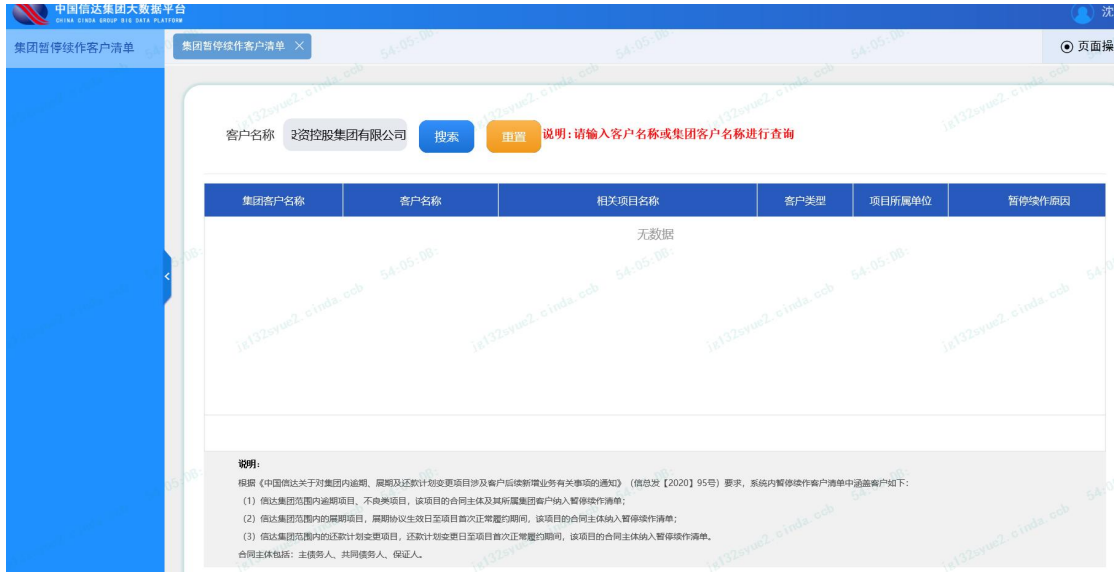 中国信达集团大数据平台
CHINA CINDA GROUP BIG DATA PLATFORM
沈
集团暂停续作客户清单
集团暂停续作客户清单 ×
页面操
客户名称 资控股集团有限公司 搜索 重置 说明:请输入客户名称或集团客户名称进行查询
集团客户名称 客户名称 相关项目名称 客户类型 项目所属单位 暂停续作原因
无数据
说明:
根据《中国信达关于对集团内逾期、展期及还款计划变更项目涉及客户后续新增业务有关事项的通知》(信总发【2020】95号)要求,系统内暂停续作客户清单中涵盖客户如下:
(1)信达集团范围内逾期项目、不良类项目,该项目的合同主体及其所属集团客户纳入暂停续作清单;
(2)信达集团范围内的展期项目,展期协议生效日至项目首次正常履约期间,该项目的合同主体纳入暂停续作清单;
(3)信达集团范围内的还款计划变更项目,还款计划变更日至项目首次正常履约期间,该项目的合同主体纳入暂停续作清单。
合同主体包括:主债务人、共同债务人、保证人。